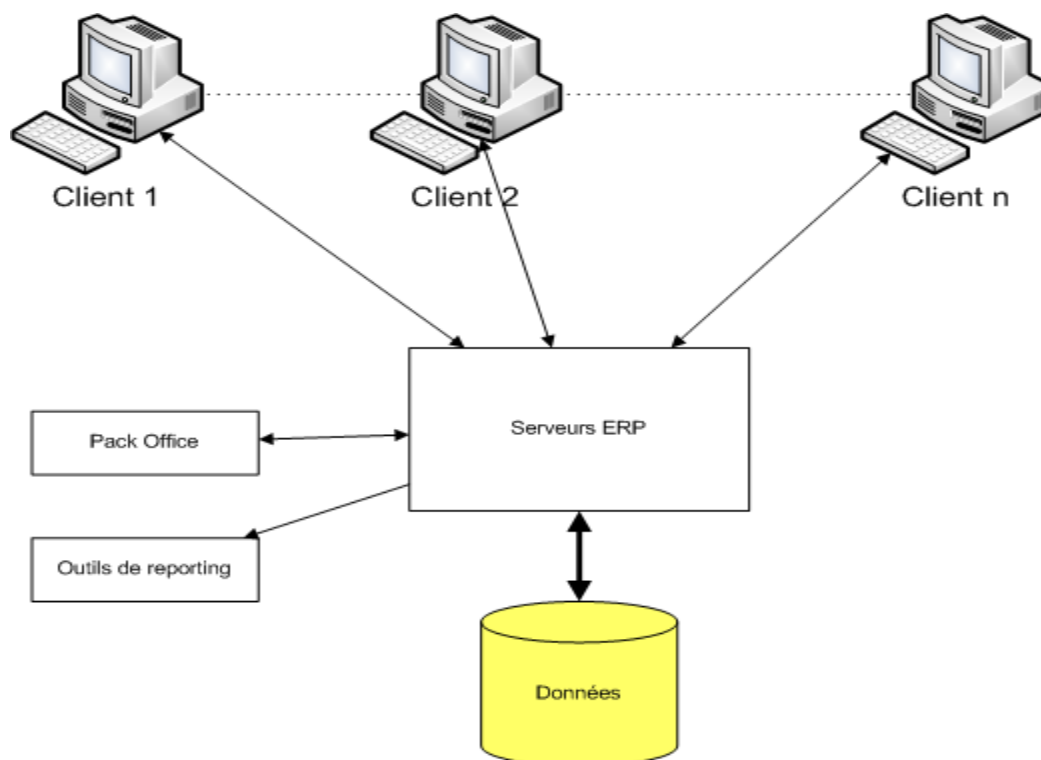 Client 1
Client 2
Client n
Serveurs ERP
Pack Office
Outils de reporting
Données